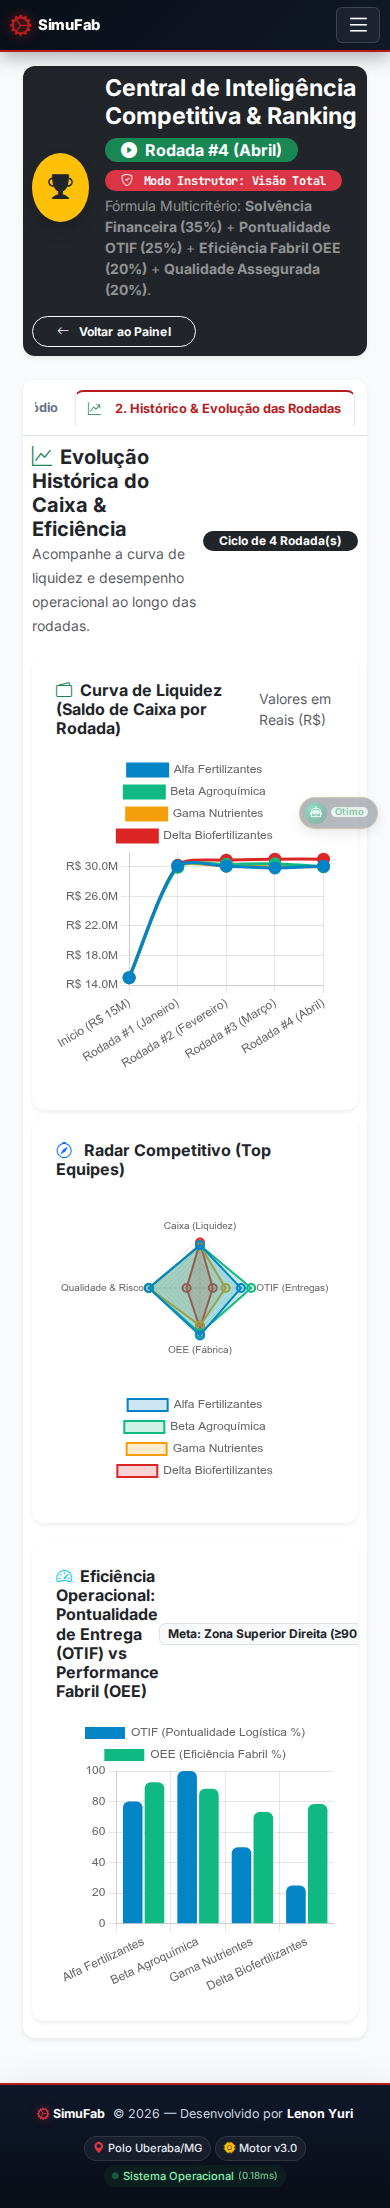 SimuFab
Central de Inteligência
Competitiva & Ranking
Rodada #4 (Abril)
Modo Instrutor: Visão Total
Fórmula Multicritério: Solvência
Financeira (35%) + Pontualidade
OTIF (25%) + Eficiência Fabril OEE
(20%) + Qualidade Assegurada
(20%).
Voltar ao Painel
ódio
2. Histórico & Evolução das Rodadas
Evolução
Histórica do
Caixa &
Eficiência
Ciclo de 4 Rodada(s)
Acompanhe a curva de
liquidez e desempenho
operacional ao longo das
rodadas.
Curva de Liquidez
(Saldo de Caixa por
Rodada)
Valores em
Reais (R$)
Alfa Fertilizantes
Beta Agroquímica
Gama Nutrientes
Delta Biofertilizantes
Ótimo
R$ 30.0M
R$ 26.0M
R$ 22.0M
R$ 18.0M
R$ 14.0M
Início (R$ 15M)
Rodada #1 (Janeiro)
Rodada #2 (Fevereiro)
Rodada #3 (Março)
Rodada #4 (Abril)
Radar Competitivo (Top
Equipes)
Caixa (Liquidez)
Qualidade & Risco
OTIF (Entregas)
OEE (Fábrica)
Alfa Fertilizantes
Beta Agroquímica
Gama Nutrientes
Delta Biofertilizantes
Eficiência
Operacional:
Pontualidade
de Entrega
(OTIF) vs
Performance
Fabril (OEE)
Meta: Zona Superior Direita (≥90
OTIF (Pontualidade Logística %)
OEE (Eficiência Fabril %)
100
80
60
40
20
0
Alfa Fertilizantes
Beta Agroquímica
Gama Nutrientes
Delta Biofertilizantes
SimuFab © 2026 — Desenvolvido por Lenon Yuri
Polo Uberaba/MG
Motor v3.0
Sistema Operacional (0.18ms)